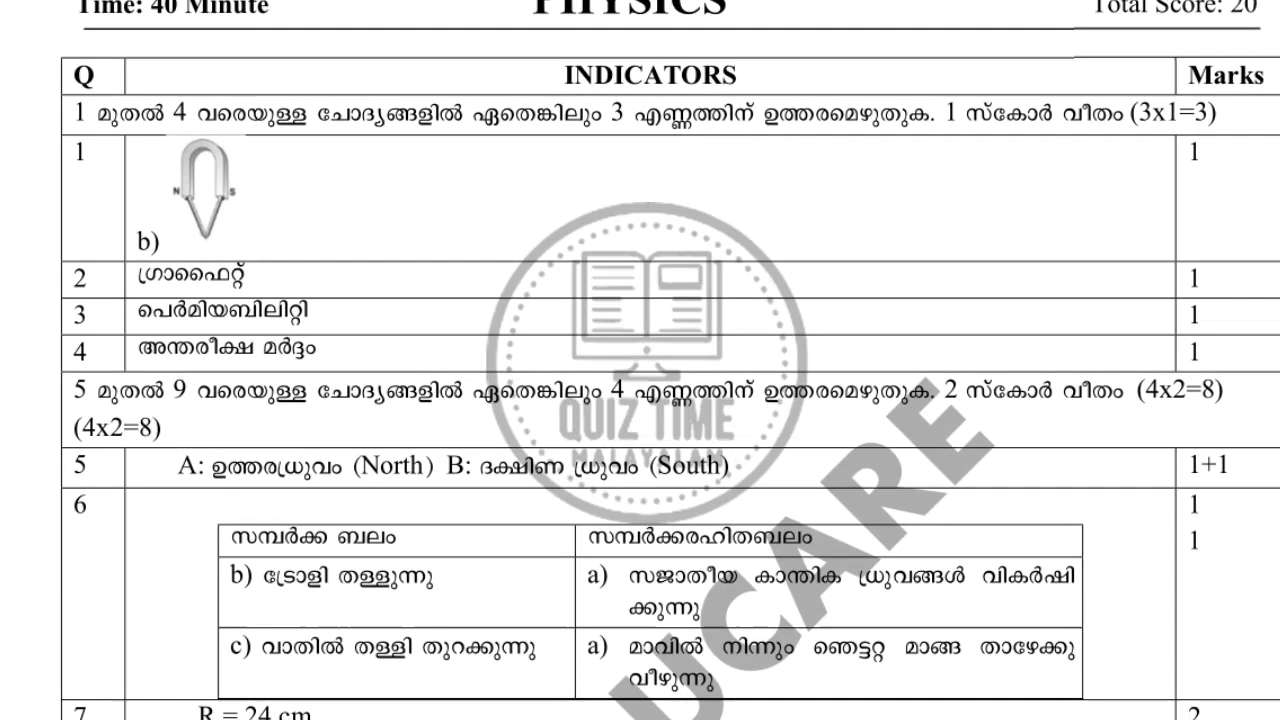 Time: 40 Minute PHYSICS Total Score: 20
Q INDICATORS Marks
1 മുതൽ 4 വരെയുള്ള ചോദ്യങ്ങളിൽ ഏതെങ്കിലും 3 എണ്ണത്തിന് ഉത്തരമെഴുതുക. 1 സ്കോർ വീതം (3x1=3)
1 1
N S
b)
2 ഗ്രാഫൈറ്റ് 1
3 പെർമിയബിലിറ്റി 1
4 അന്തരീക്ഷ മർദ്ദം 1
5 മുതൽ 9 വരെയുള്ള ചോദ്യങ്ങളിൽ ഏതെങ്കിലും 4 എണ്ണത്തിന് ഉത്തരമെഴുതുക. 2 സ്കോർ വീതം (4x2=8)
(4x2=8)
QUIZ TIME
MALAYALAM
5 A: ഉത്തരധ്രുവം (North) B: ദക്ഷിണ ധ്രുവം (South) 1+1
6 1
സമ്പർക്ക ബലം സമ്പർക്കരഹിതബലം 1
b) ട്രോളി തള്ളുന്നു a) സജാതീയ കാന്തിക ധ്രുവങ്ങൾ വികർഷി
ക്കുന്നു
c) വാതിൽ തള്ളി തുറക്കുന്നു a) മാവിൽ നിന്നും ഞെട്ടറ്റ മാങ്ങ താഴേക്കു
വീഴുന്നു
UCARE
7 R = 24 cm 2